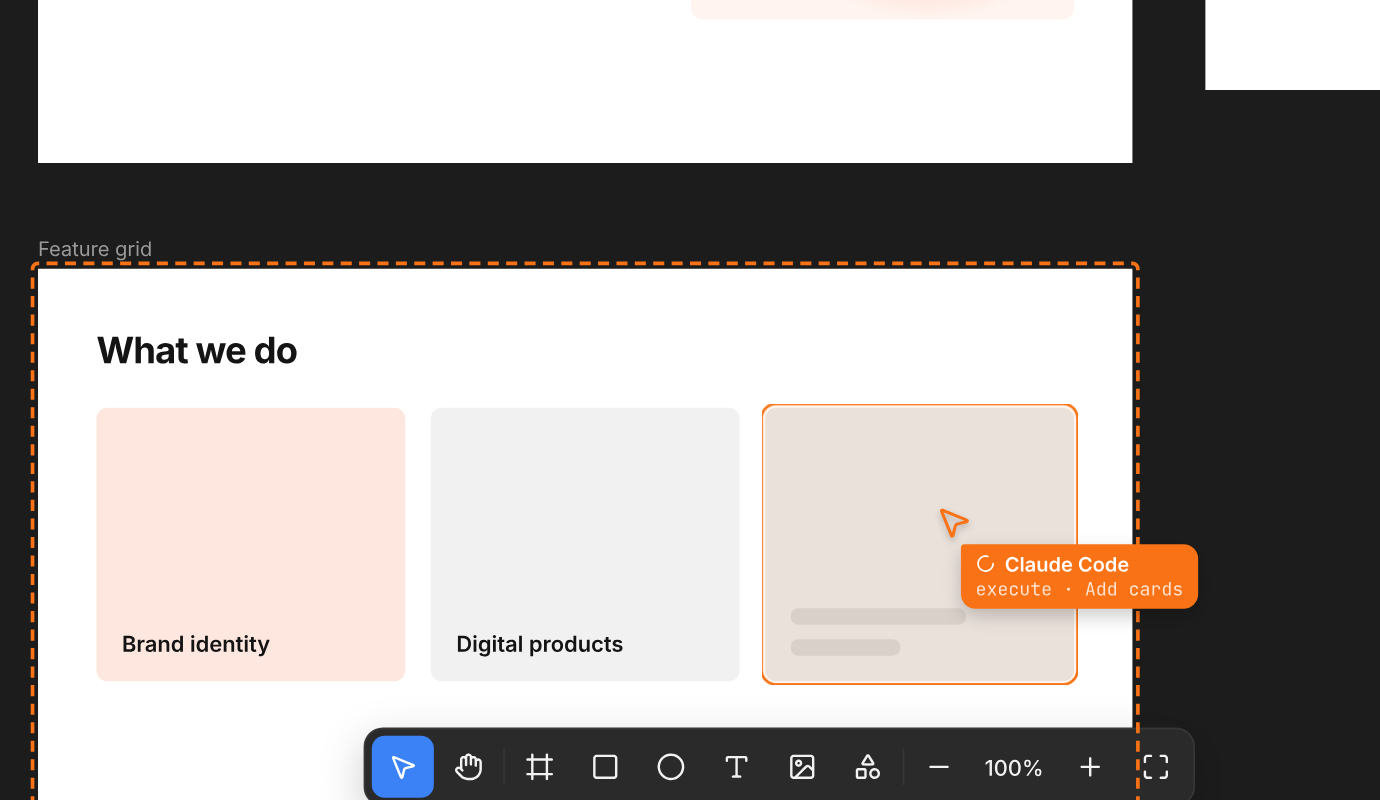 Feature grid
What we do
Brand identity
Digital products
Claude Code
execute · Add cards
100%